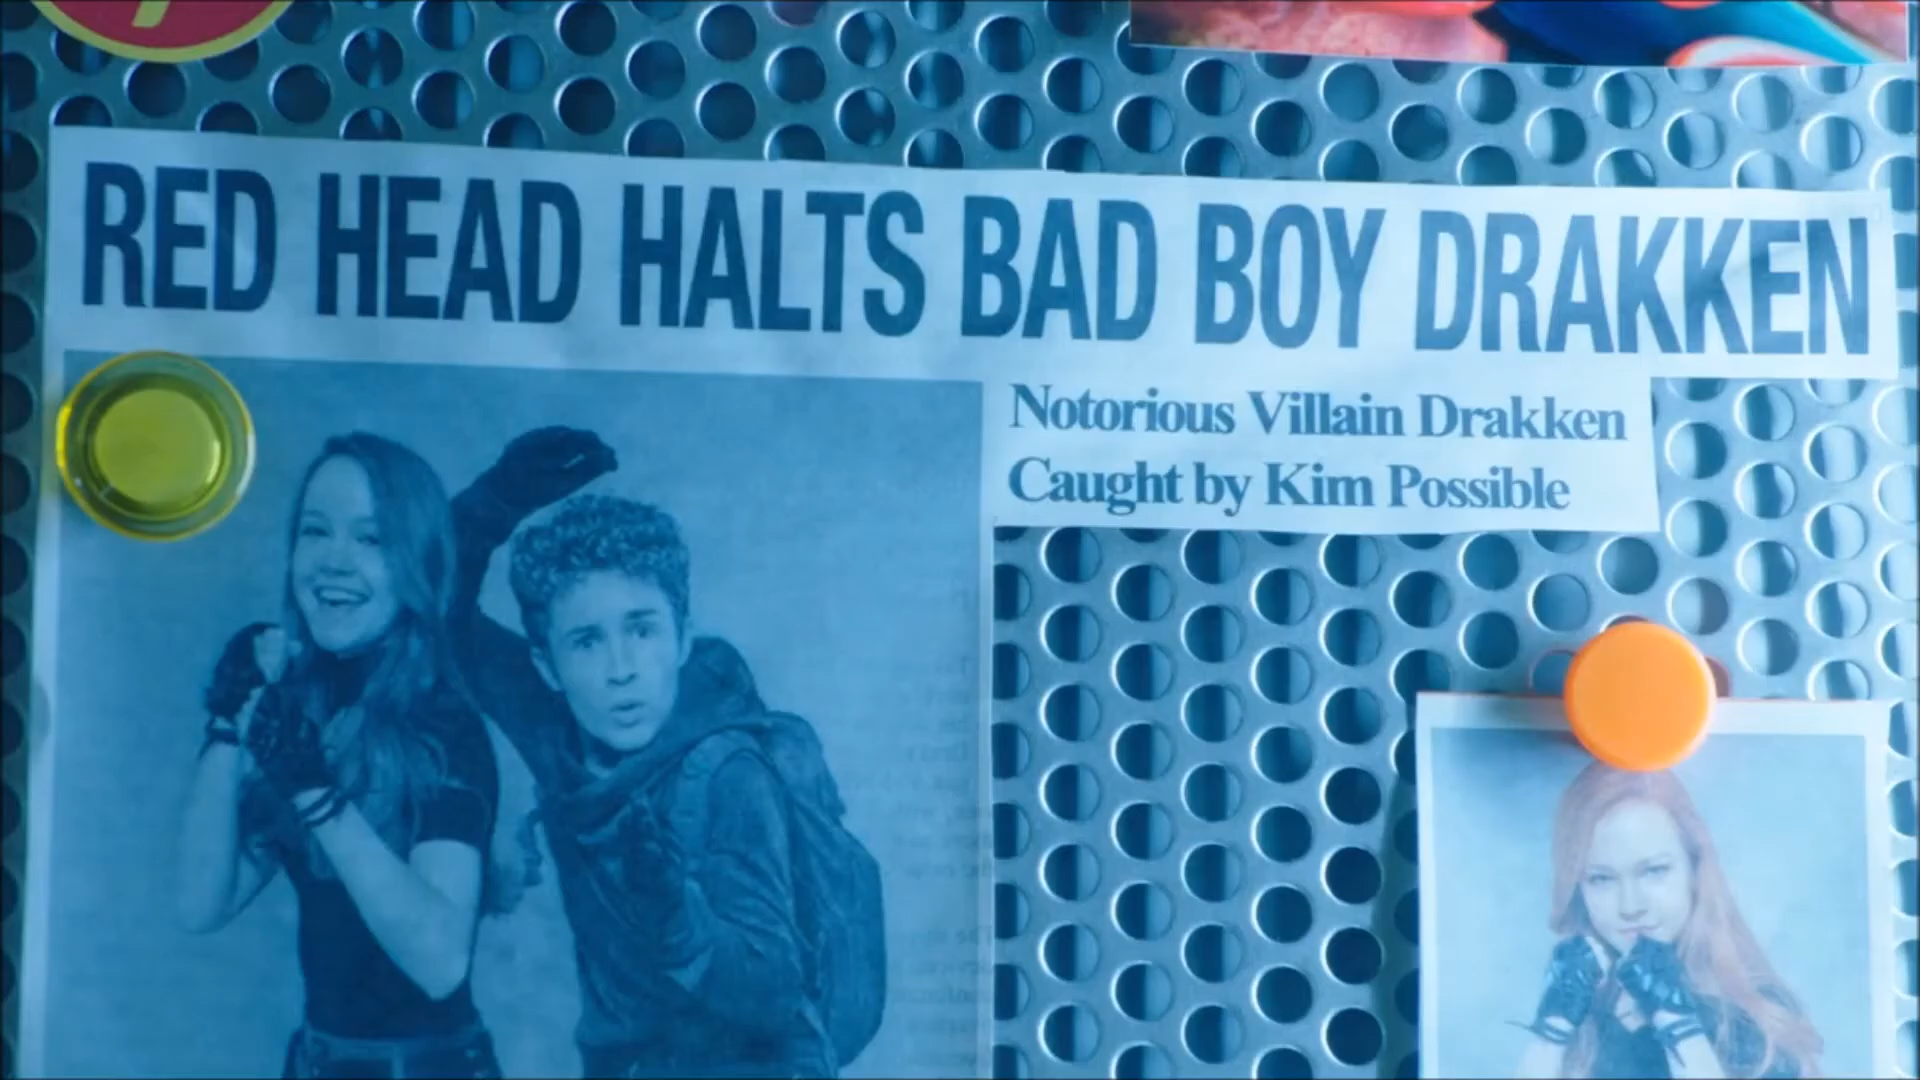 RED HEAD HALTS BAD BOY DRAKKEN
Notorious Villain Drakken
Caught by Kim Possible